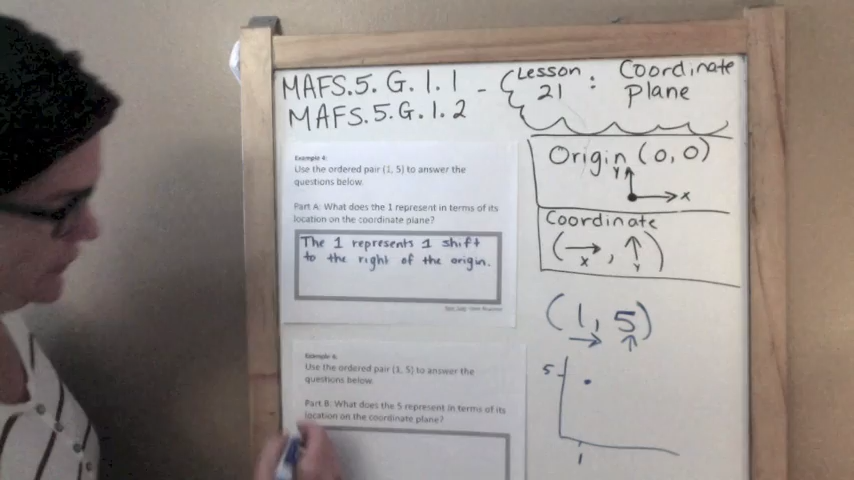 MAFS.5.G.1.1 -
MAFS.5.G.1.2
Lesson 21 : Coordinate Plane
Example 4:
Use the ordered pair (1, 5) to answer the
questions below.
Part A: What does the 1 represent in terms of its
location on the coordinate plane?
The 1 represents 1 shift
to the right of the origin.
Origin (0, 0)
Y
x
Coordinate
(→, ↑)
x y
(1, 5)
→ ↑
5
1
Use the ordered pair (1, 5) to answer the
questions below.
Part B: What does the 5 represent in terms of its
location on the coordinate plane?